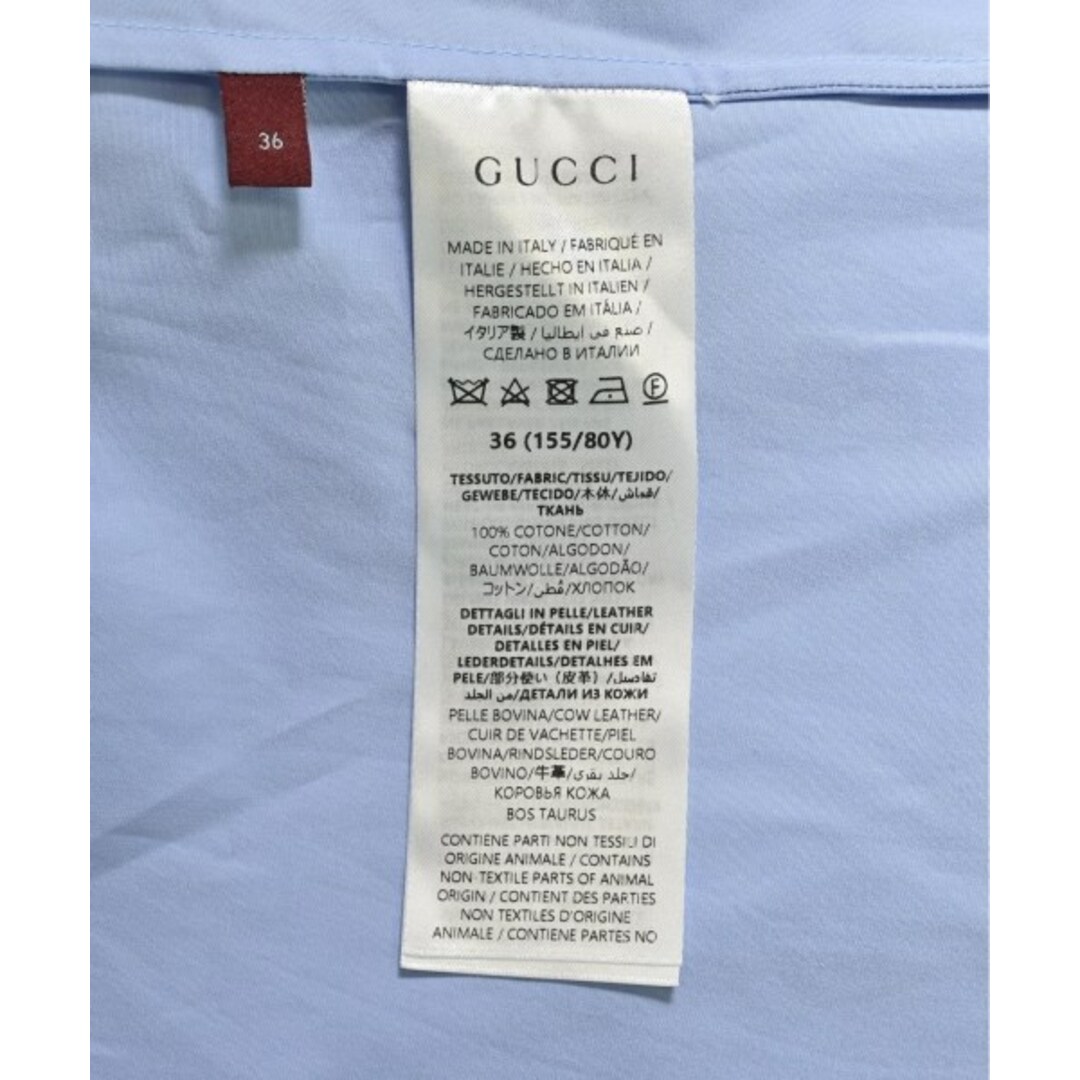 36
GUCCI
MADE IN ITALY / FABRIQUÉ EN
ITALIE / HECHO EN ITALIA /
HERGESTELLT IN ITALIEN /
FABRICADO EM ITÁLIA /
イタリア製 / صنع في ايطاليا /
СДЕЛАНО В ИТАЛИИ
F
36 (155/80Y)
TESSUTO/FABRIC/TISSU/TEJIDO/
GEWEBE/TECIDO/本体/قماش/
ТКАНЬ
100% COTONE/COTTON/
COTON/ALGODON/
BAUMWOLLE/ALGODÃO/
コットン/قُطن/ХЛОПОК
DETTAGLI IN PELLE/LEATHER
DETAILS/DÉTAILS EN CUIR/
DETALLES EN PIEL/
LEDERDETAILS/DETALHES EM
PELE/部分使い（皮革）/تفاصيل
من الجلد/ДЕТАЛИ ИЗ КОЖИ
PELLE BOVINA/COW LEATHER/
CUIR DE VACHETTE/PIEL
BOVINA/RINDSLEDER/COURO
BOVINO/牛革/جلد بقري/
КОРОВЬЯ КОЖА
BOS TAURUS
CONTIENE PARTI NON TESSILI DI
ORIGINE ANIMALE / CONTAINS
NON-TEXTILE PARTS OF ANIMAL
ORIGIN / CONTIENT DES PARTIES
NON TEXTILES D'ORIGINE
ANIMALE / CONTIENE PARTES NO